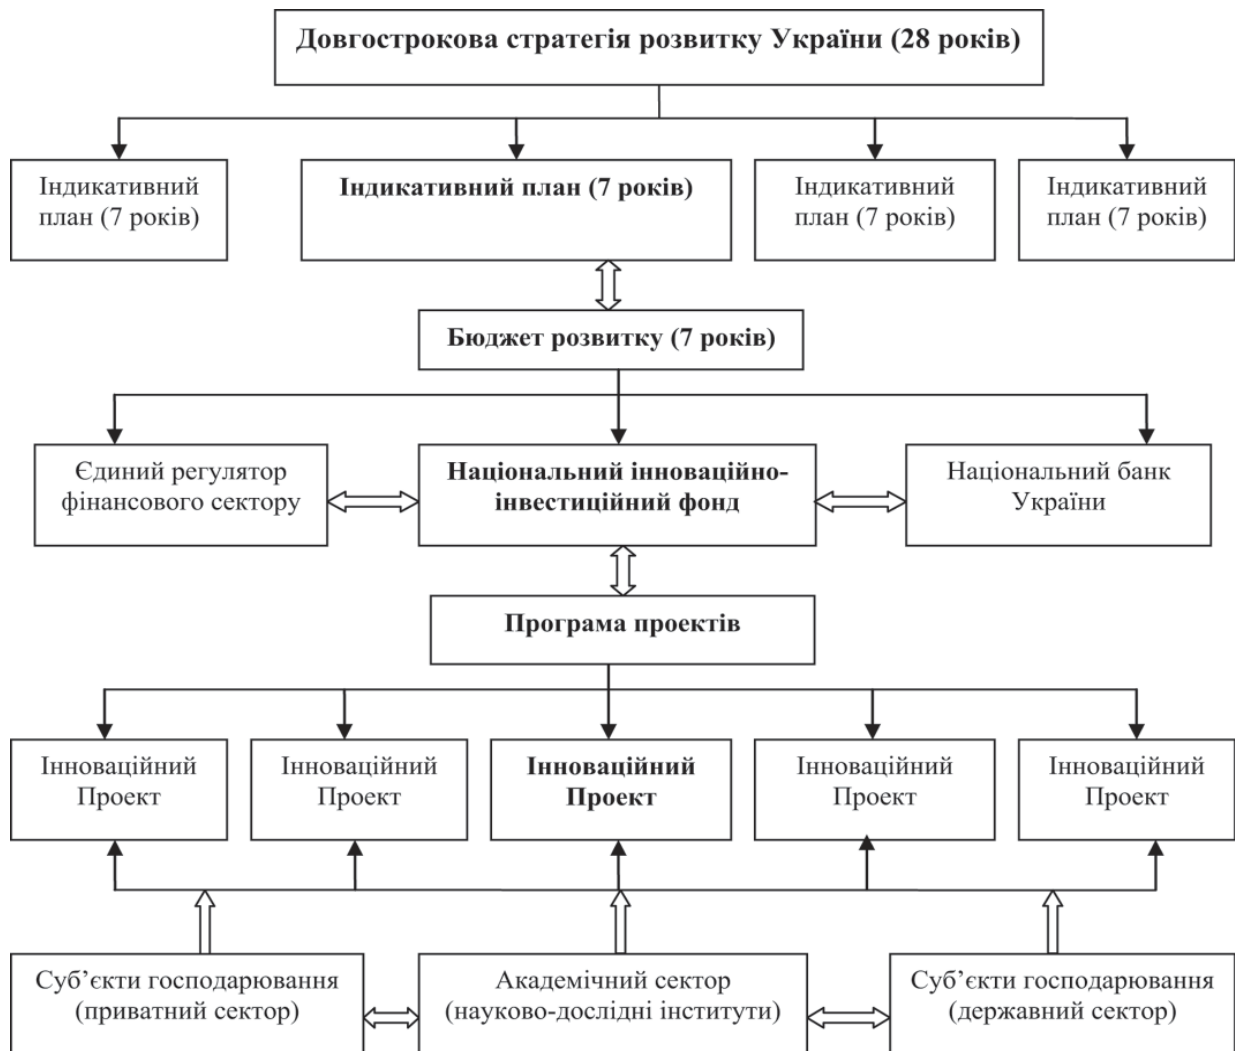 Довгострокова стратегія розвитку України (28 років)
Індикативний
план (7 років)
Індикативний план (7 років)
Індикативний
план (7 років)
Індикативний
план (7 років)
Бюджет розвитку (7 років)
Єдиний регулятор
фінансового сектору
Національний інноваційно-
інвестиційний фонд
Національний банк
України
Програма проектів
Інноваційний
Проект
Інноваційний
Проект
Інноваційний
Проект
Інноваційний
Проект
Інноваційний
Проект
Суб’єкти господарювання
(приватний сектор)
Академічний сектор
(науково-дослідні інститути)
Суб’єкти господарювання
(державний сектор)